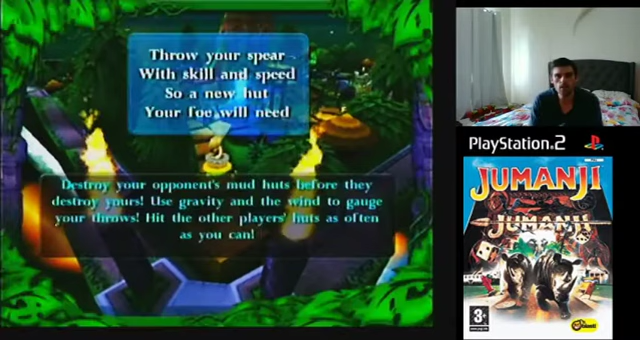 Throw your spear
With skill and speed
So a new hut
Your foe will need
Destroy your opponent's mud huts before they
destroy yours! Use gravity and the wind to gauge
your throws! Hit the other players' huts as often
as you can!
PlayStation.2
JUMANJI
JUMANJI
3+